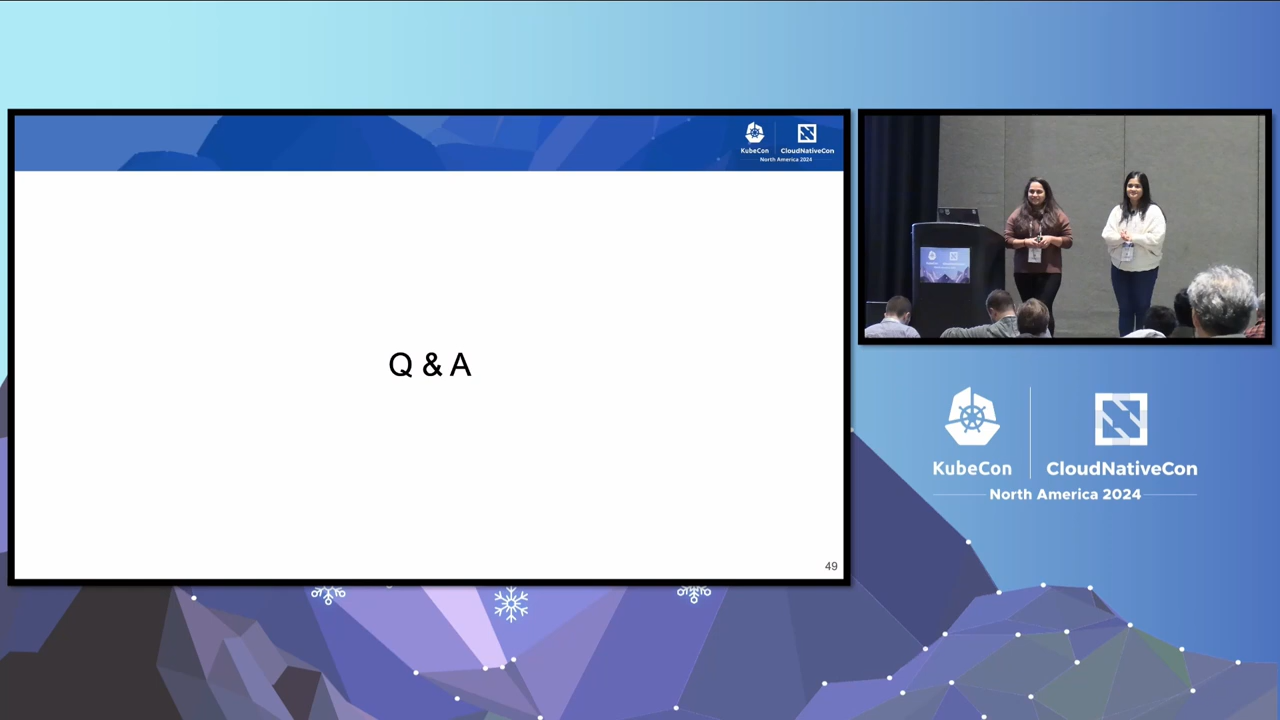 KubeCon
CloudNativeCon
North America 2024
Q & A
49
KubeCon
CloudNativeCon
North America 2024